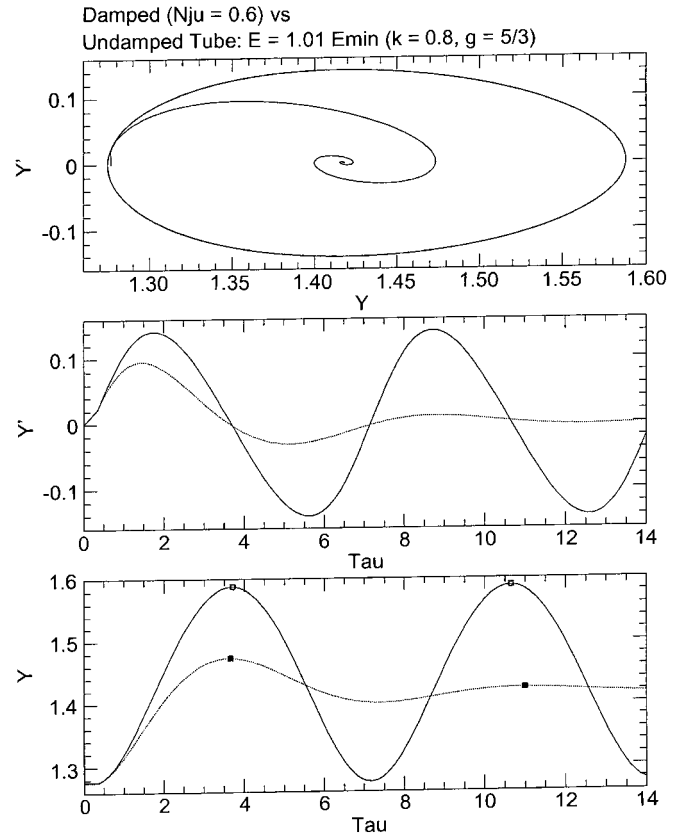 Damped (Nju = 0.6) vs
Undamped Tube: E = 1.01 Emin (k = 0.8, g = 5/3)
0.1
0
-0.1
Y'
1.30 1.35 1.40 1.45 1.50 1.55 1.60
Y
0.1
0
-0.1
Y'
0 2 4 6 8 10 12 14
Tau
1.6
1.5
1.4
1.3
Y
0 2 4 6 8 10 12 14
Tau